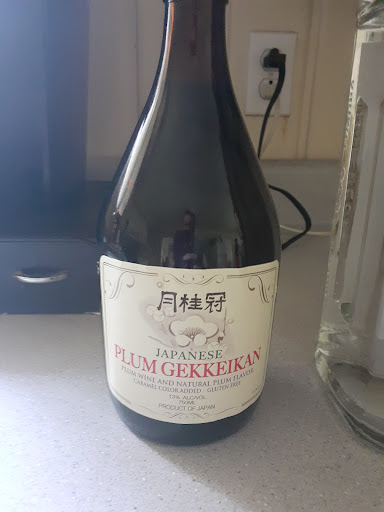 月桂冠
JAPANESE
PLUM GEKKEIKAN
PLUM WINE AND NATURAL PLUM FLAVOR
CARAMEL COLOR ADDED - GLUTEN FREE
12% ALC/VOL
750ML
PRODUCT OF JAPAN